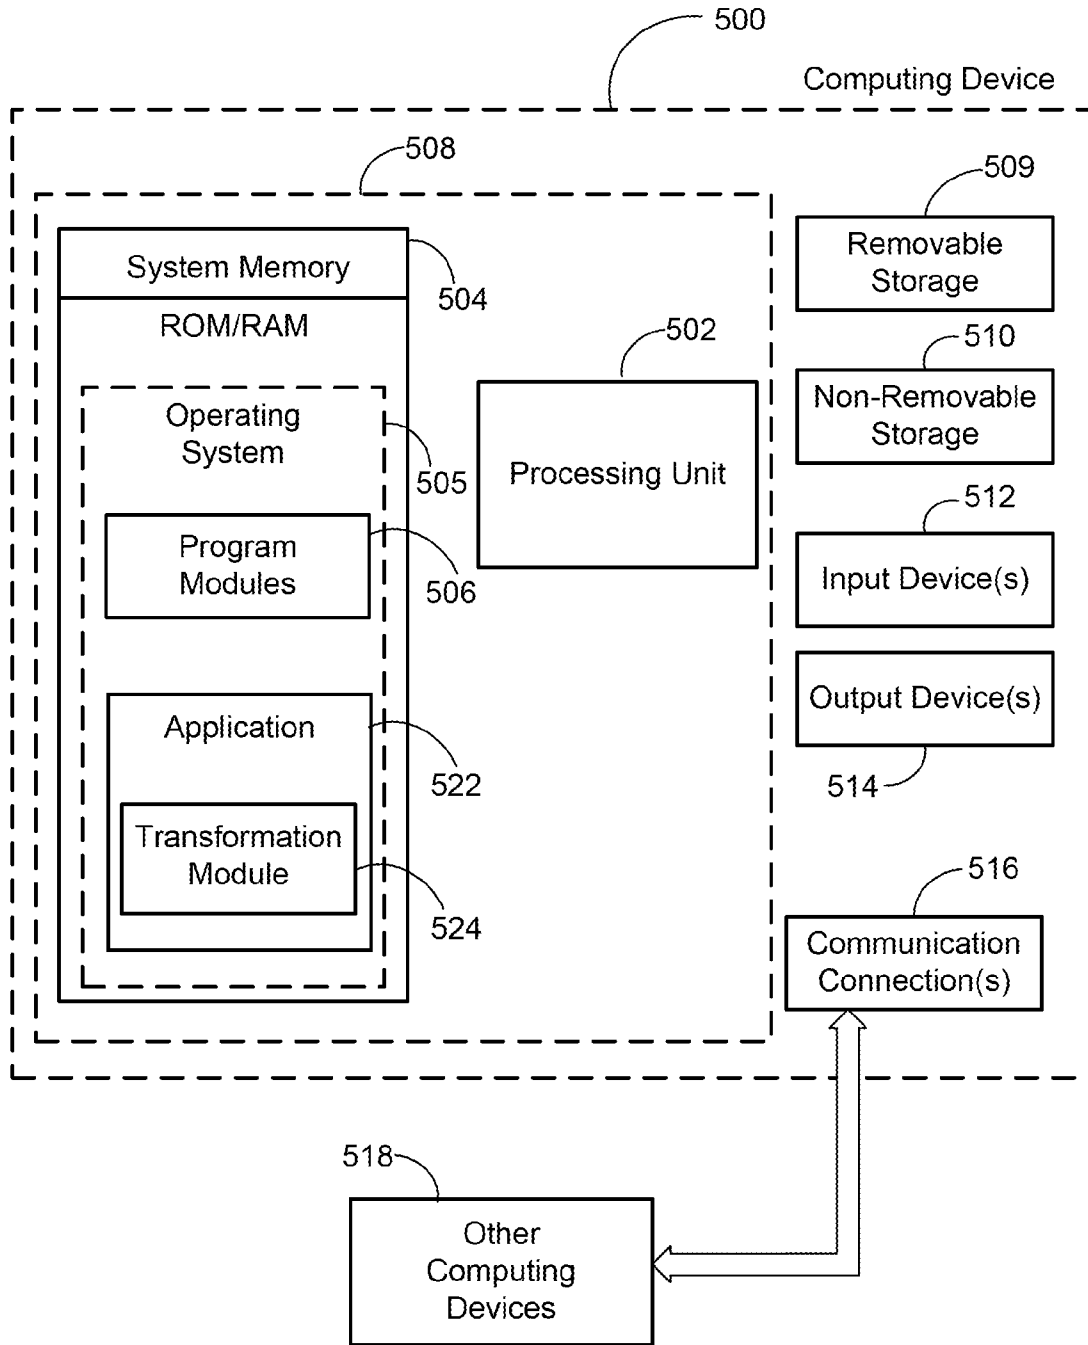 500
Computing Device
508
509
System Memory
504
Removable
Storage
ROM/RAM
502
510
Operating
System
505
Processing Unit
Non-Removable
Storage
512
Program
Modules
506
Input Device(s)
Application
522
Output Device(s)
514
Transformation
Module
524
516
Communication
Connection(s)
518
Other
Computing
Devices